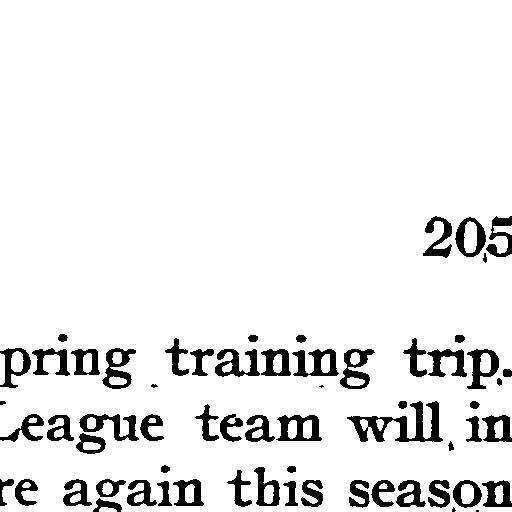 205
pring training trip.
League team will in
re again this season